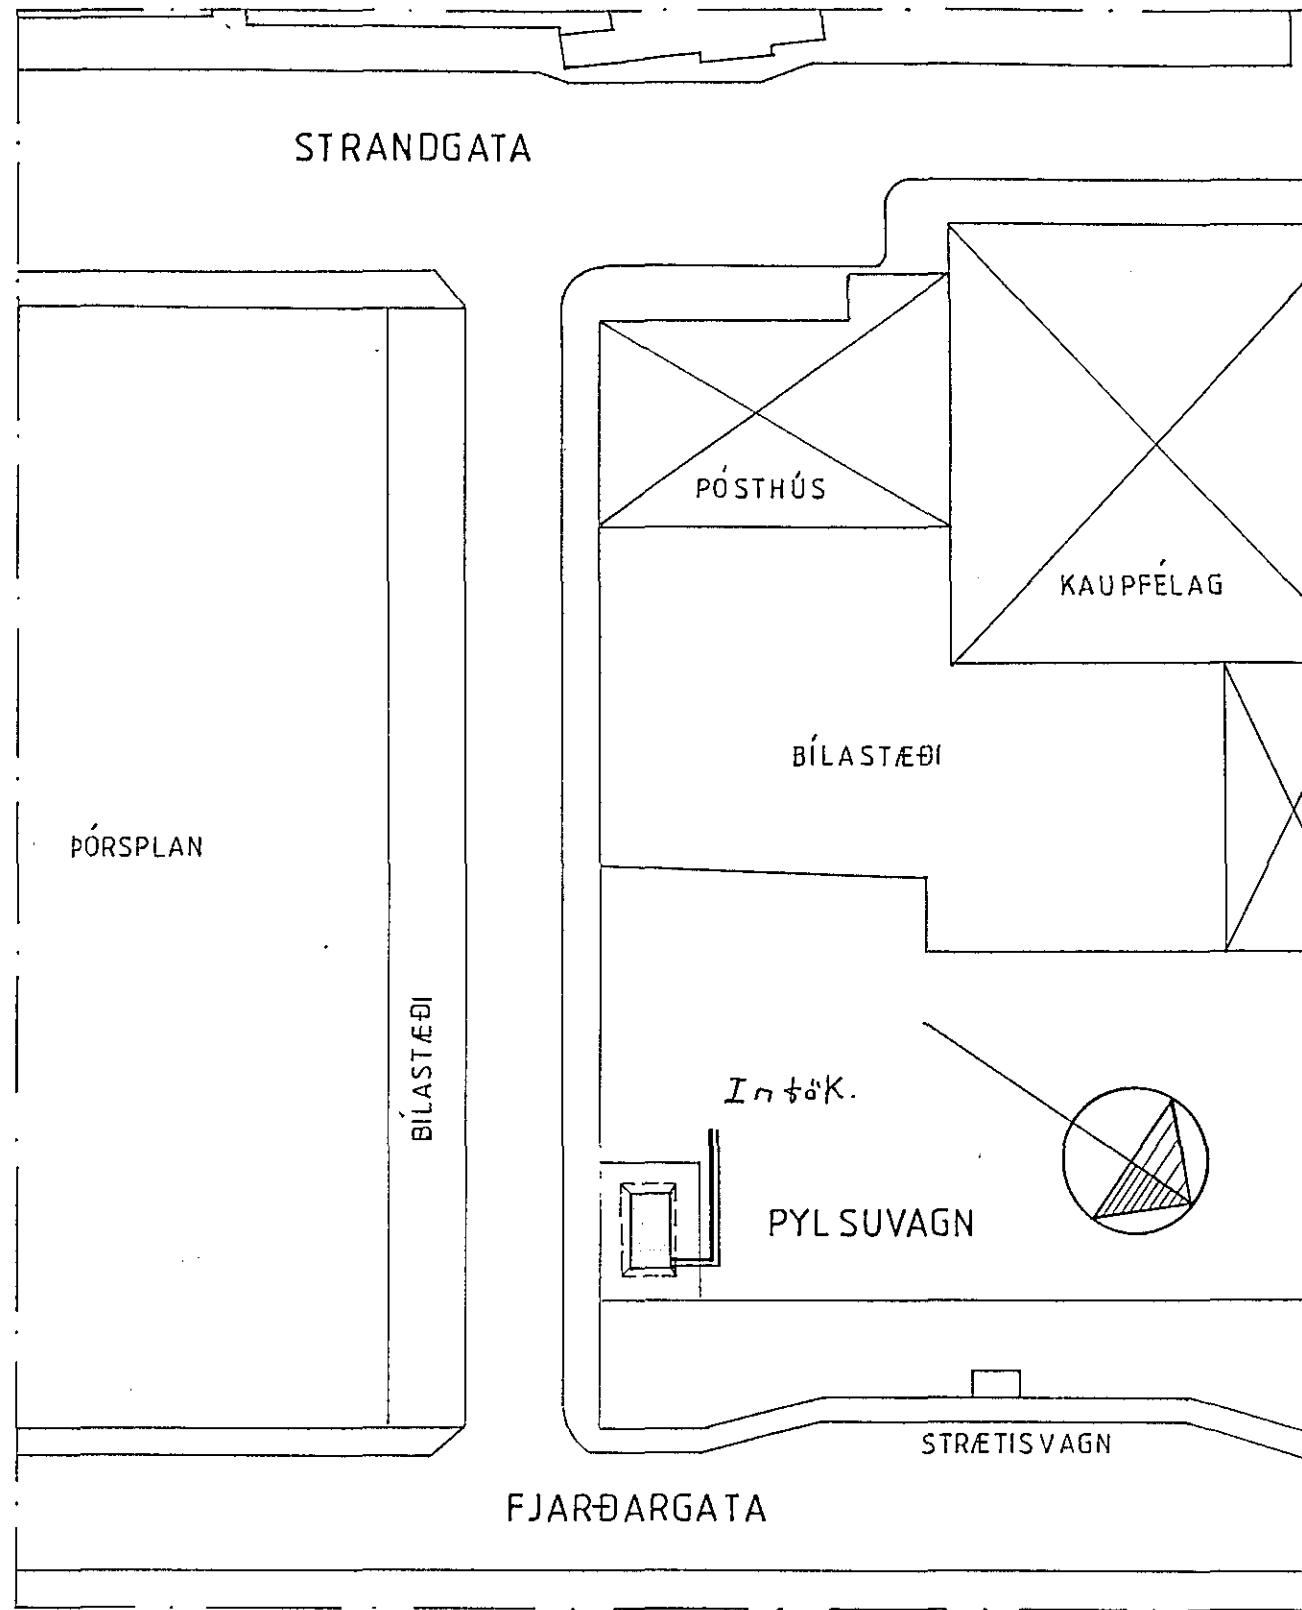 STRANDGATA
PÓSTHÚS
KAUPFÉLAG
BÍLASTÆÐI
ÞÓRSPLAN
BÍLASTÆÐI
Intök.
PYLSUVAGN
STRÆTISVAGN
FJARÐARGATA